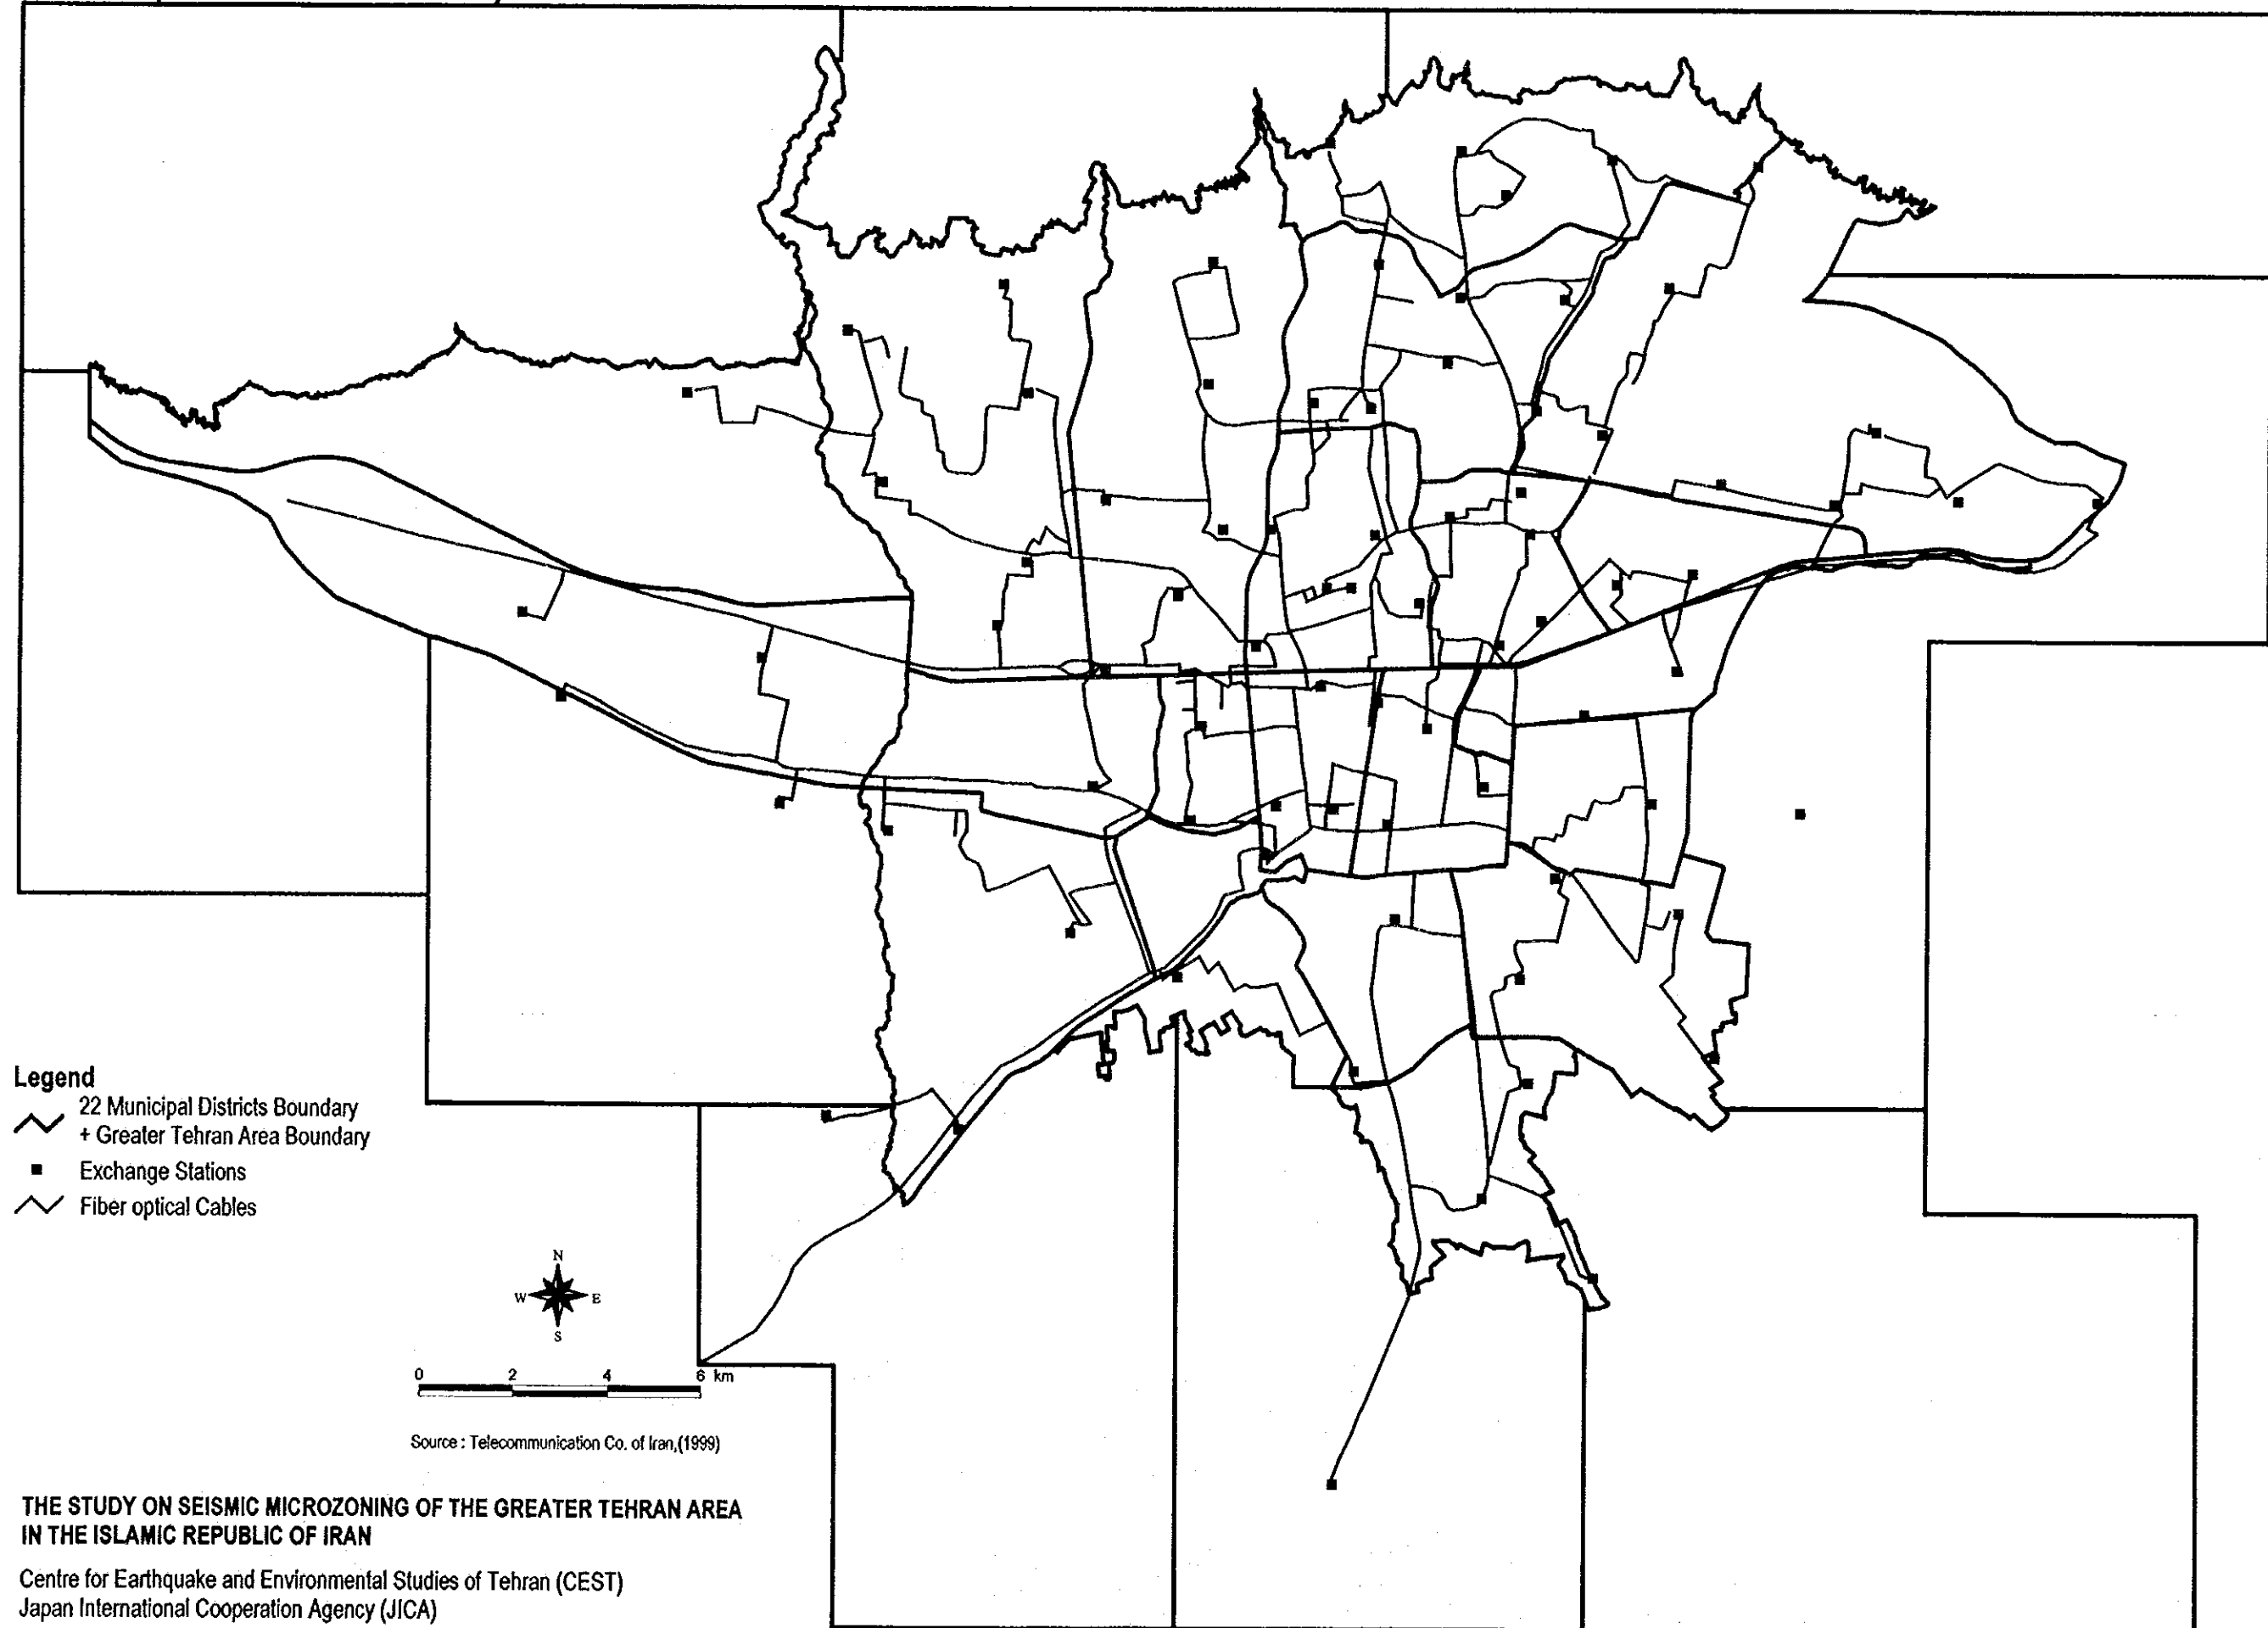 Legend
22 Municipal Districts Boundary
+ Greater Tehran Area Boundary
Exchange Stations
Fiber optical Cables
N
W E
S
0 2 4 6 km
Source : Telecommunication Co. of Iran,(1999)
THE STUDY ON SEISMIC MICROZONING OF THE GREATER TEHRAN AREA
IN THE ISLAMIC REPUBLIC OF IRAN
Centre for Earthquake and Environmental Studies of Tehran (CEST)
Japan International Cooperation Agency (JICA)